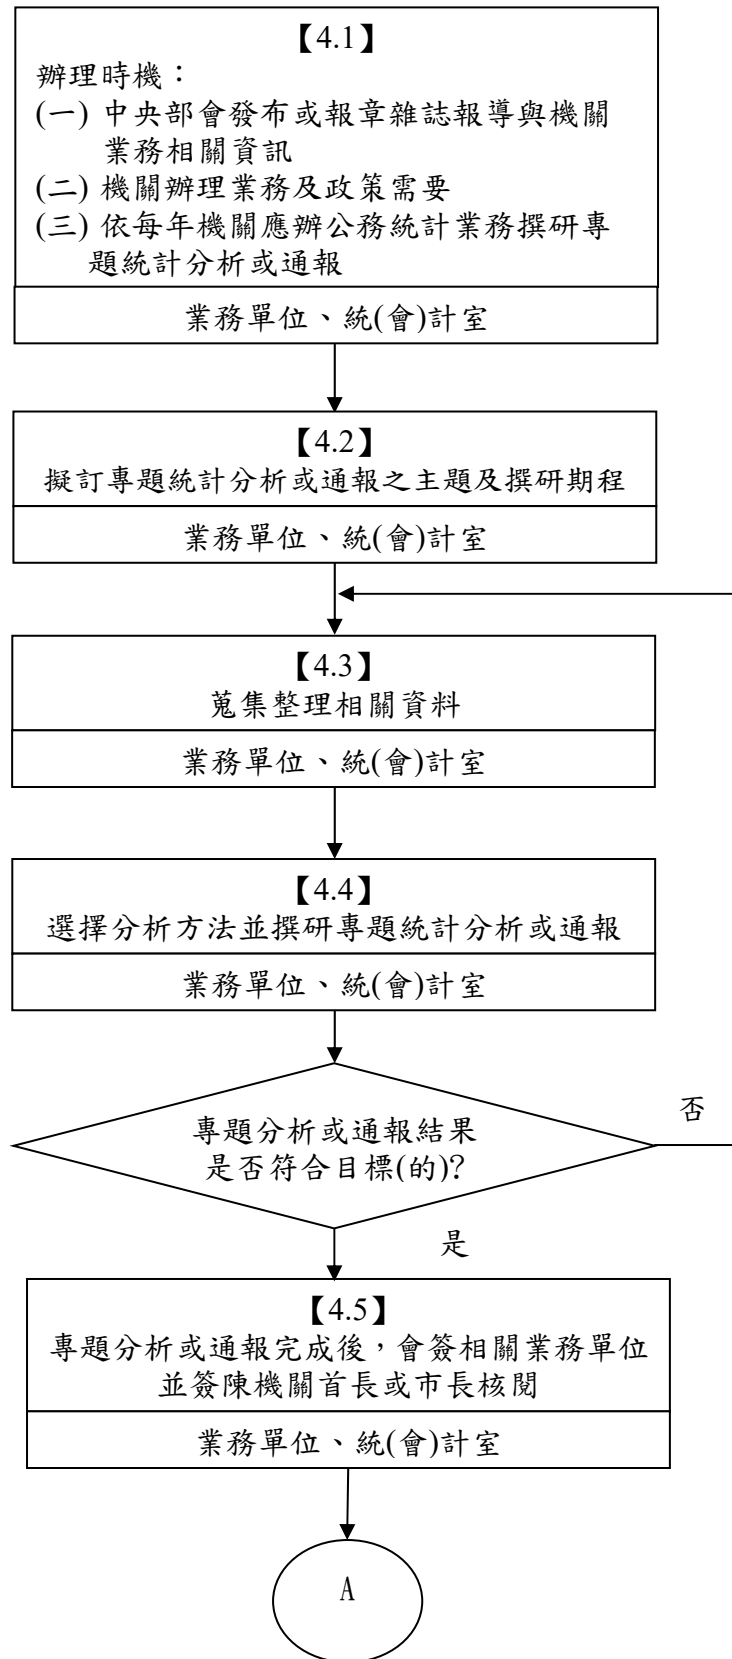 【4.1】
辦理時機：
(一) 中央部會發布或報章雜誌報導與機關
業務相關資訊
(二) 機關辦理業務及政策需要
(三) 依每年機關應辦公務統計業務撰研專
題統計分析或通報
業務單位、統(會)計室
【4.2】
擬訂專題統計分析或通報之主題及撰研期程
業務單位、統(會)計室
【4.3】
蒐集整理相關資料
業務單位、統(會)計室
【4.4】
選擇分析方法並撰研專題統計分析或通報
業務單位、統(會)計室
專題分析或通報結果
是否符合目標(的)?
否
是
【4.5】
專題分析或通報完成後，會簽相關業務單位
並簽陳機關首長或市長核閱
業務單位、統(會)計室
A